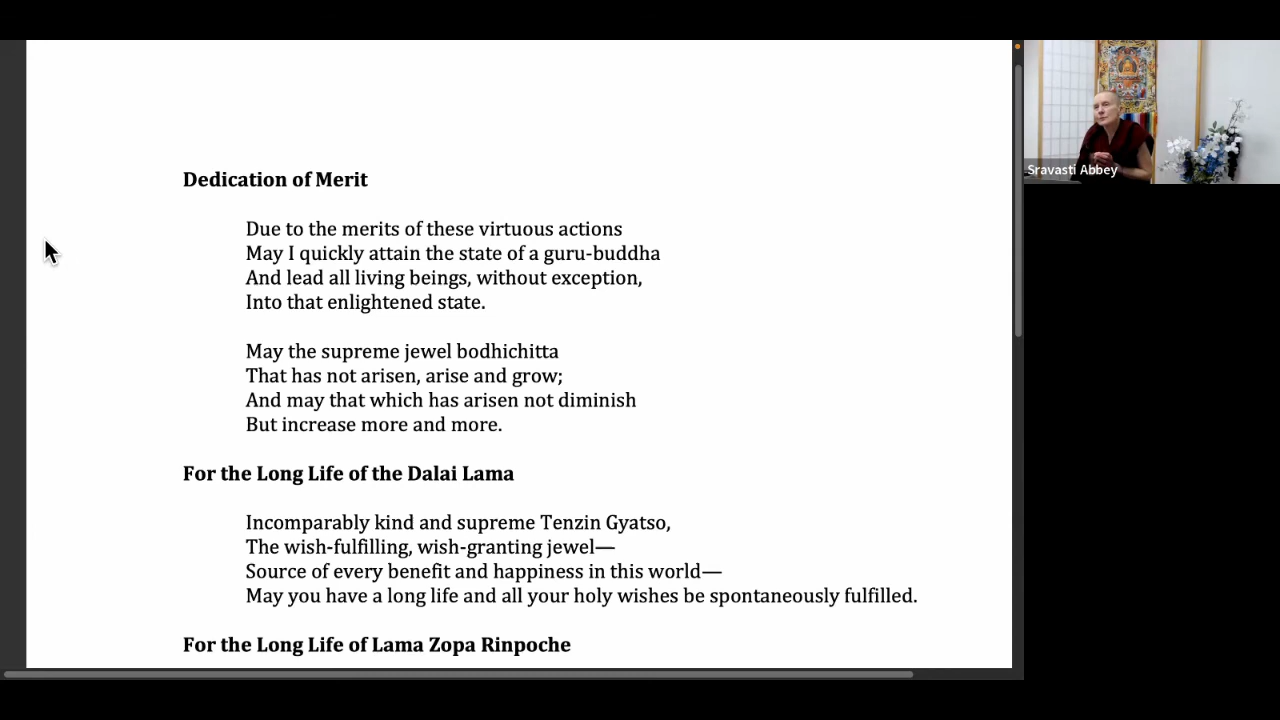 Dedication of Merit
Due to the merits of these virtuous actions
May I quickly attain the state of a guru-buddha
And lead all living beings, without exception,
Into that enlightened state.
May the supreme jewel bodhichitta
That has not arisen, arise and grow;
And may that which has arisen not diminish
But increase more and more.
For the Long Life of the Dalai Lama
Incomparably kind and supreme Tenzin Gyatso,
The wish-fulfilling, wish-granting jewel—
Source of every benefit and happiness in this world—
May you have a long life and all your holy wishes be spontaneously fulfilled.
For the Long Life of Lama Zopa Rinpoche
Sravasti Abbey